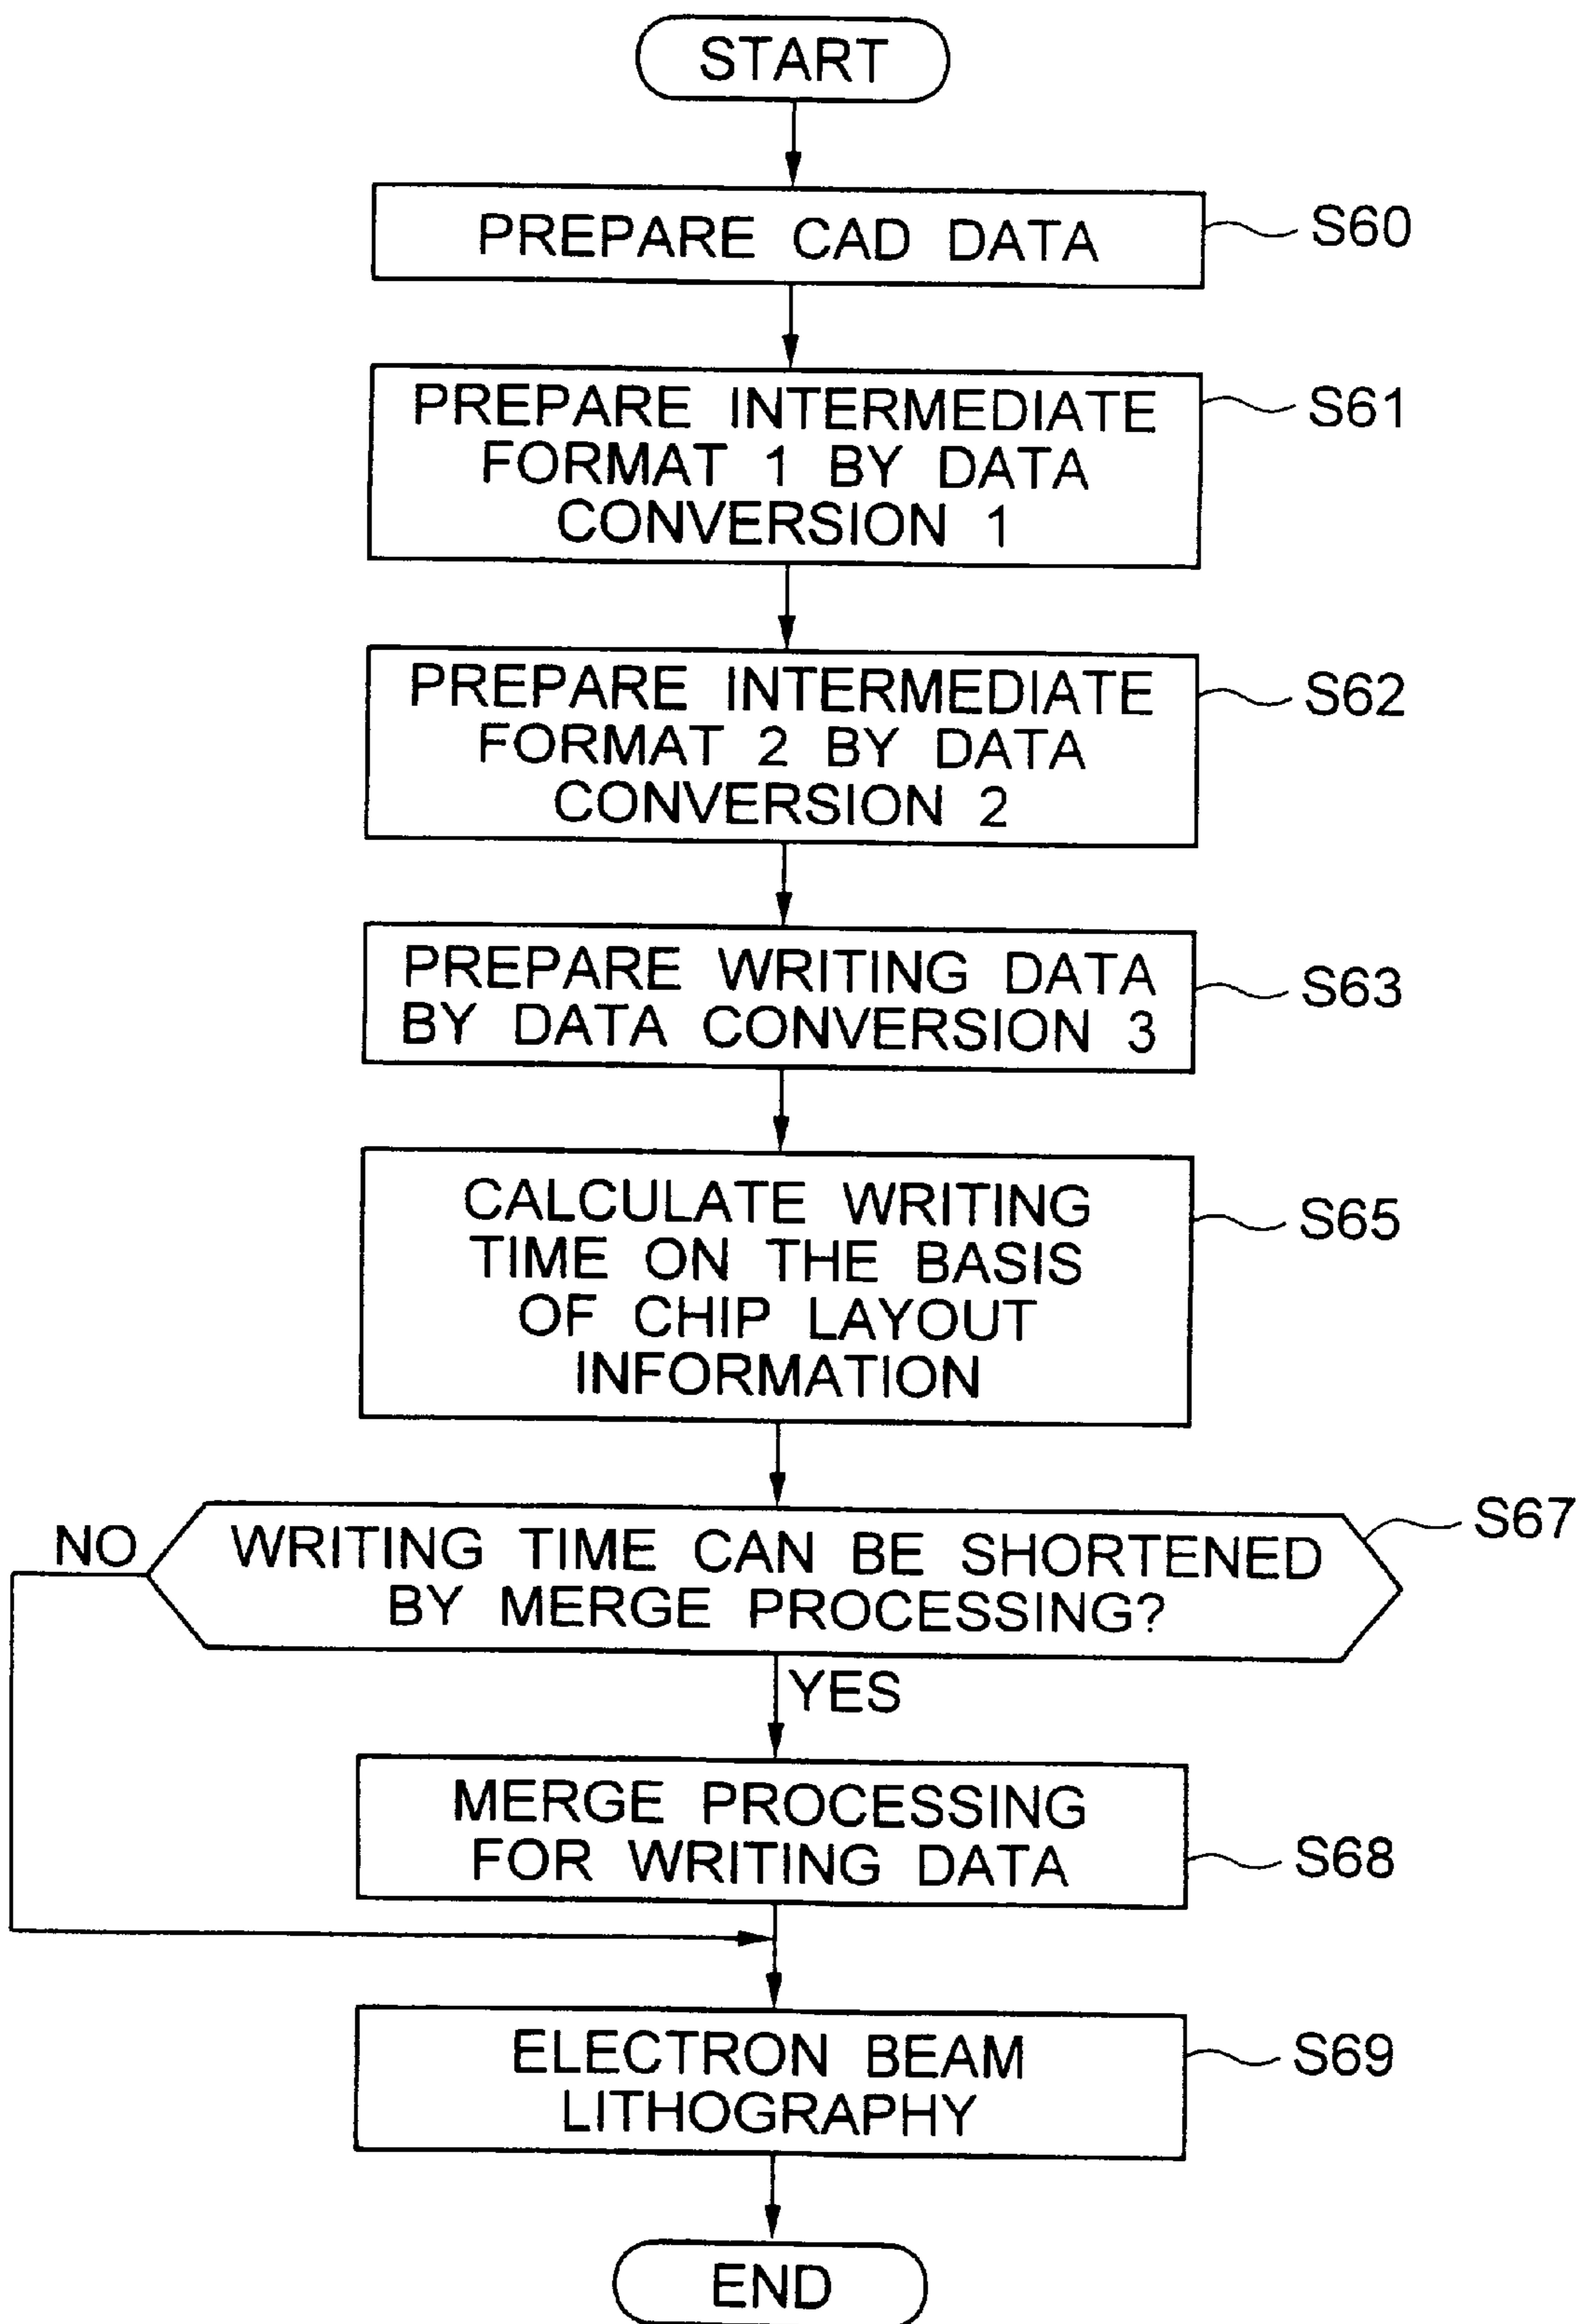 START
PREPARE CAD DATA
S60
PREPARE INTERMEDIATE
FORMAT 1 BY DATA
CONVERSION 1
S61
PREPARE INTERMEDIATE
FORMAT 2 BY DATA
CONVERSION 2
S62
PREPARE WRITING DATA
BY DATA CONVERSION 3
S63
CALCULATE WRITING
TIME ON THE BASIS
OF CHIP LAYOUT
INFORMATION
S65
NO
WRITING TIME CAN BE SHORTENED
BY MERGE PROCESSING?
S67
YES
MERGE PROCESSING
FOR WRITING DATA
S68
ELECTRON BEAM
LITHOGRAPHY
S69
END